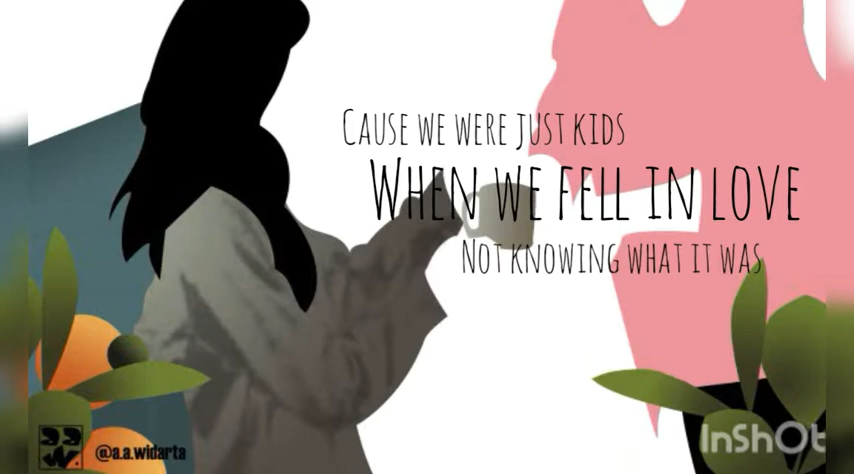 Cause we were just kids
When we fell in love
Not knowing what it was
@a.a.widarta
InShOt